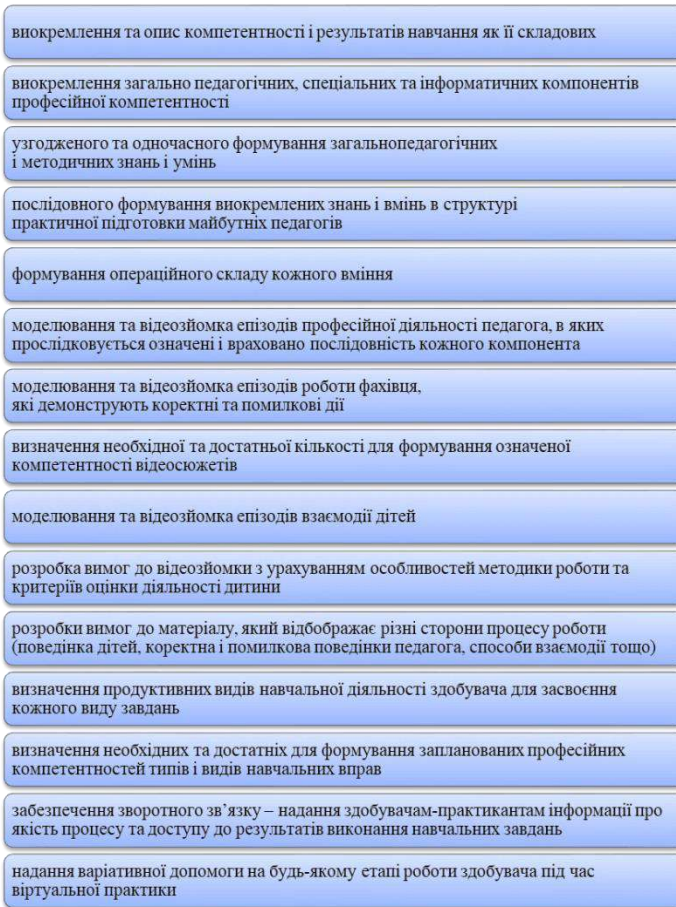 виокремлення та опис компетентності і результатів навчання як її складових
виокремлення загально педагогічних, спеціальних та інформатичних компонентів
професійної компетентності
узгодженого та одночасного формування загальнопедагогічних
і методичних знань і умінь
послідовного формування виокремлених знань і вмінь в структурі
практичної підготовки майбутніх педагогів
формування операційного складу кожного вміння
моделювання та відеозйомка епізодів професійної діяльності педагога, в яких
прослідковується означені і враховано послідовність кожного компонента
моделювання та відеозйомка епізодів роботи фахівця,
які демонструють коректні та помилкові дії
визначення необхідної та достатньої кількості для формування означеної
компетентності відеосюжетів
моделювання та відеозйомка епізодів взаємодії дітей
розробка вимог до відеозйомки з урахуванням особливостей методики роботи та
критеріїв оцінки діяльності дитини
розробки вимог до матеріалу, який відбображає різні сторони процесу роботи
(поведінка дітей, коректна і помилкова поведінки педагога, способи взаємодії тощо)
визначення продуктивних видів навчальної діяльності здобувача для засвоєння
кожного виду завдань
визначення необхідних та достатніх для формування запланованих професійних
компетентностей типів і видів навчальних вправ
забезпечення зворотного зв’язку – надання здобувачам-практикантам інформації про
якість процесу та доступу до результатів виконання навчальних завдань
надання варіативної допомоги на будь-якому етапі роботи здобувача під час
віртуальної практики